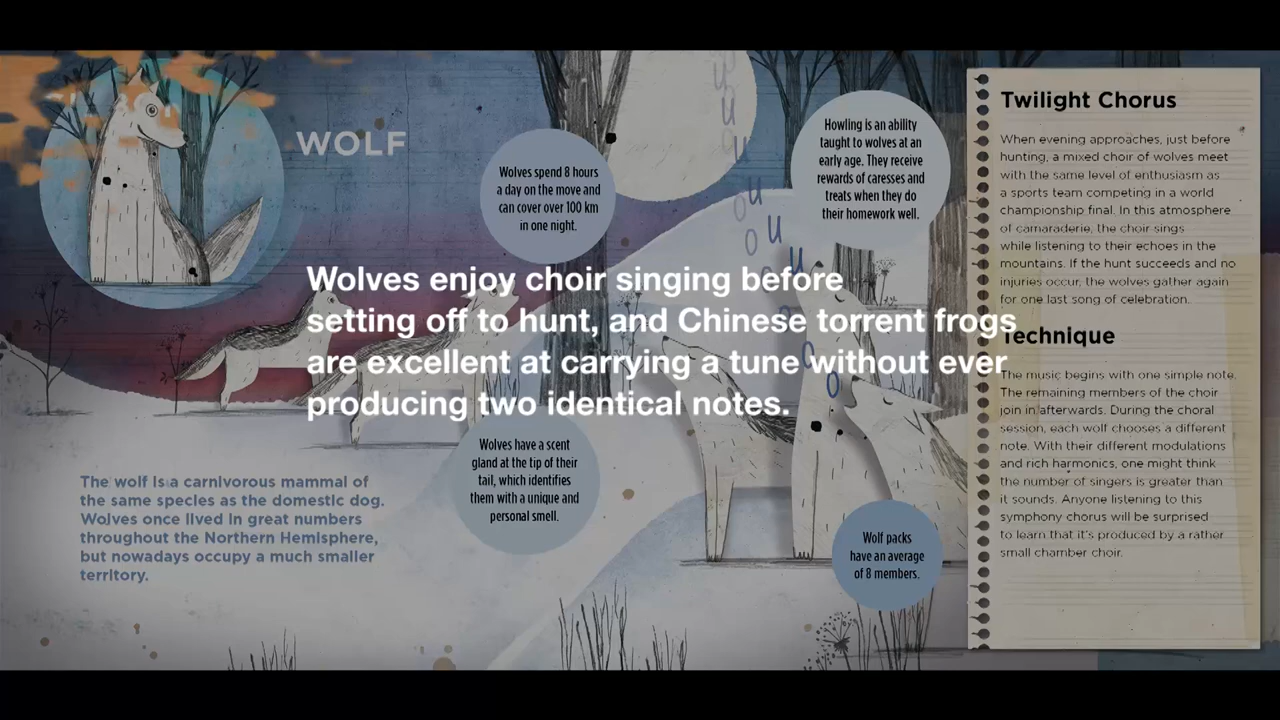 WOLF
Wolves spend 8 hours
a day on the move and
can cover over 100 km
in one night.
Howling is an ability
taught to wolves at an
early age. They receive
rewards of caresses and
treats when they do
their homework well.
Wolves enjoy choir singing before
setting off to hunt, and Chinese torrent frogs
are excellent at carrying a tune without ever
producing two identical notes.
Wolves have a scent
gland at the tip of their
tail, which identifies
them with a unique and
personal smell.
The wolf is a carnivorous mammal of
the same species as the domestic dog.
Wolves once lived in great numbers
throughout the Northern Hemisphere,
but nowadays occupy a much smaller
territory.
Wolf packs
have an average
of 8 members.
Twilight Chorus
When evening approaches, just before
hunting, a mixed choir of wolves meet
with the same level of enthusiasm as
a sports team competing in a world
championship final. In this atmosphere
of camaraderie, the choir sings
while listening to their echoes in the
mountains. If the hunt succeeds and no
injuries occur, the wolves gather again
for one last song of celebration.
Technique
The music begins with one simple note.
The remaining members of the choir
join in afterwards. During the choral
session, each wolf chooses a different
note. With their different modulations
and rich harmonics, one might think
the number of singers is greater than
it sounds. Anyone listening to this
symphony chorus will be surprised
to learn that it's produced by a rather
small chamber choir.